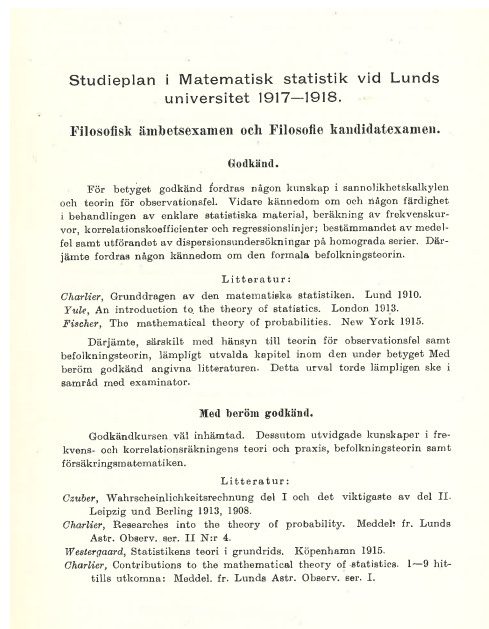 Studieplan i Matematisk statistik vid Lunds
universitet 1917—1918.
Filosofisk ämbetsexamen och Filosofie kandidatexamen.
Godkänd.
För betyget godkänd fordras någon kunskap i sannolikhetskalkylen
och teorin för observationsfel. Vidare kännedom om och någon färdighet
i behandlingen av enklare statistiska material, beräkning av frekvenskur-
vor, korrelationskoefficienter och regressionslinjer; bestämmandet av medel-
fel samt utförandet av dispersionsundersökningar på homograda serier. Där-
jämte fordras någon kännedom om den formala befolkningsteorin.
Litteratur:
Charlier, Grunddragen av den matematiska statistiken. Lund 1910.
Yule, An introduction to the theory of statistics. London 1913.
Fischer, The mathematical theory of probabilities. New York 1915.
Därjämte, särskilt med hänsyn till teorin för observationsfel samt
befolkningsteorin, lämpligt utvalda kapitel inom den under betyget Med
beröm godkänd angivna litteraturen. Detta urval torde lämpligen ske i
samråd med examinator.
Med beröm godkänd.
Godkändkursen väl inhämtad. Dessutom utvidgade kunskaper i fre-
kvens- och korrelationsräkningens teori och praxis, befolkningsteorin samt
försäkringsmatematiken.
Litteratur:
Czuber, Wahrscheinlichkeitsrechnung del I och det viktigaste av del II.
Leipzig und Berling 1913, 1908.
Charlier, Researches into the theory of probability. Meddel. fr. Lunds
Astr. Observ. ser. II N:r 4.
Westergaard, Statistikens teori i grundrids. Köpenhamn 1915.
Charlier, Contributions to the mathematical theory of statistics. 1—9 hit-
tills utkomna: Meddel. fr. Lunds Astr. Observ. ser. I.